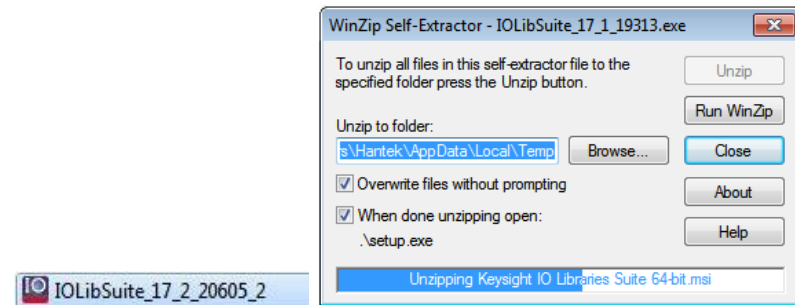 WinZip Self-Extractor - IOLibSuite_17_1_19313.exe
To unzip all files in this self-extractor file to the
specified folder press the Unzip button.
Unzip to folder:
s\Hantek\AppData\Local\Temp
Browse...
Overwrite files without prompting
When done unzipping open:
.\setup.exe
Unzip
Run WinZip
Close
About
Help
Unzipping Keysight IO Libraries Suite 64-bit.msi
IO
IOLibSuite_17_2_20605_2